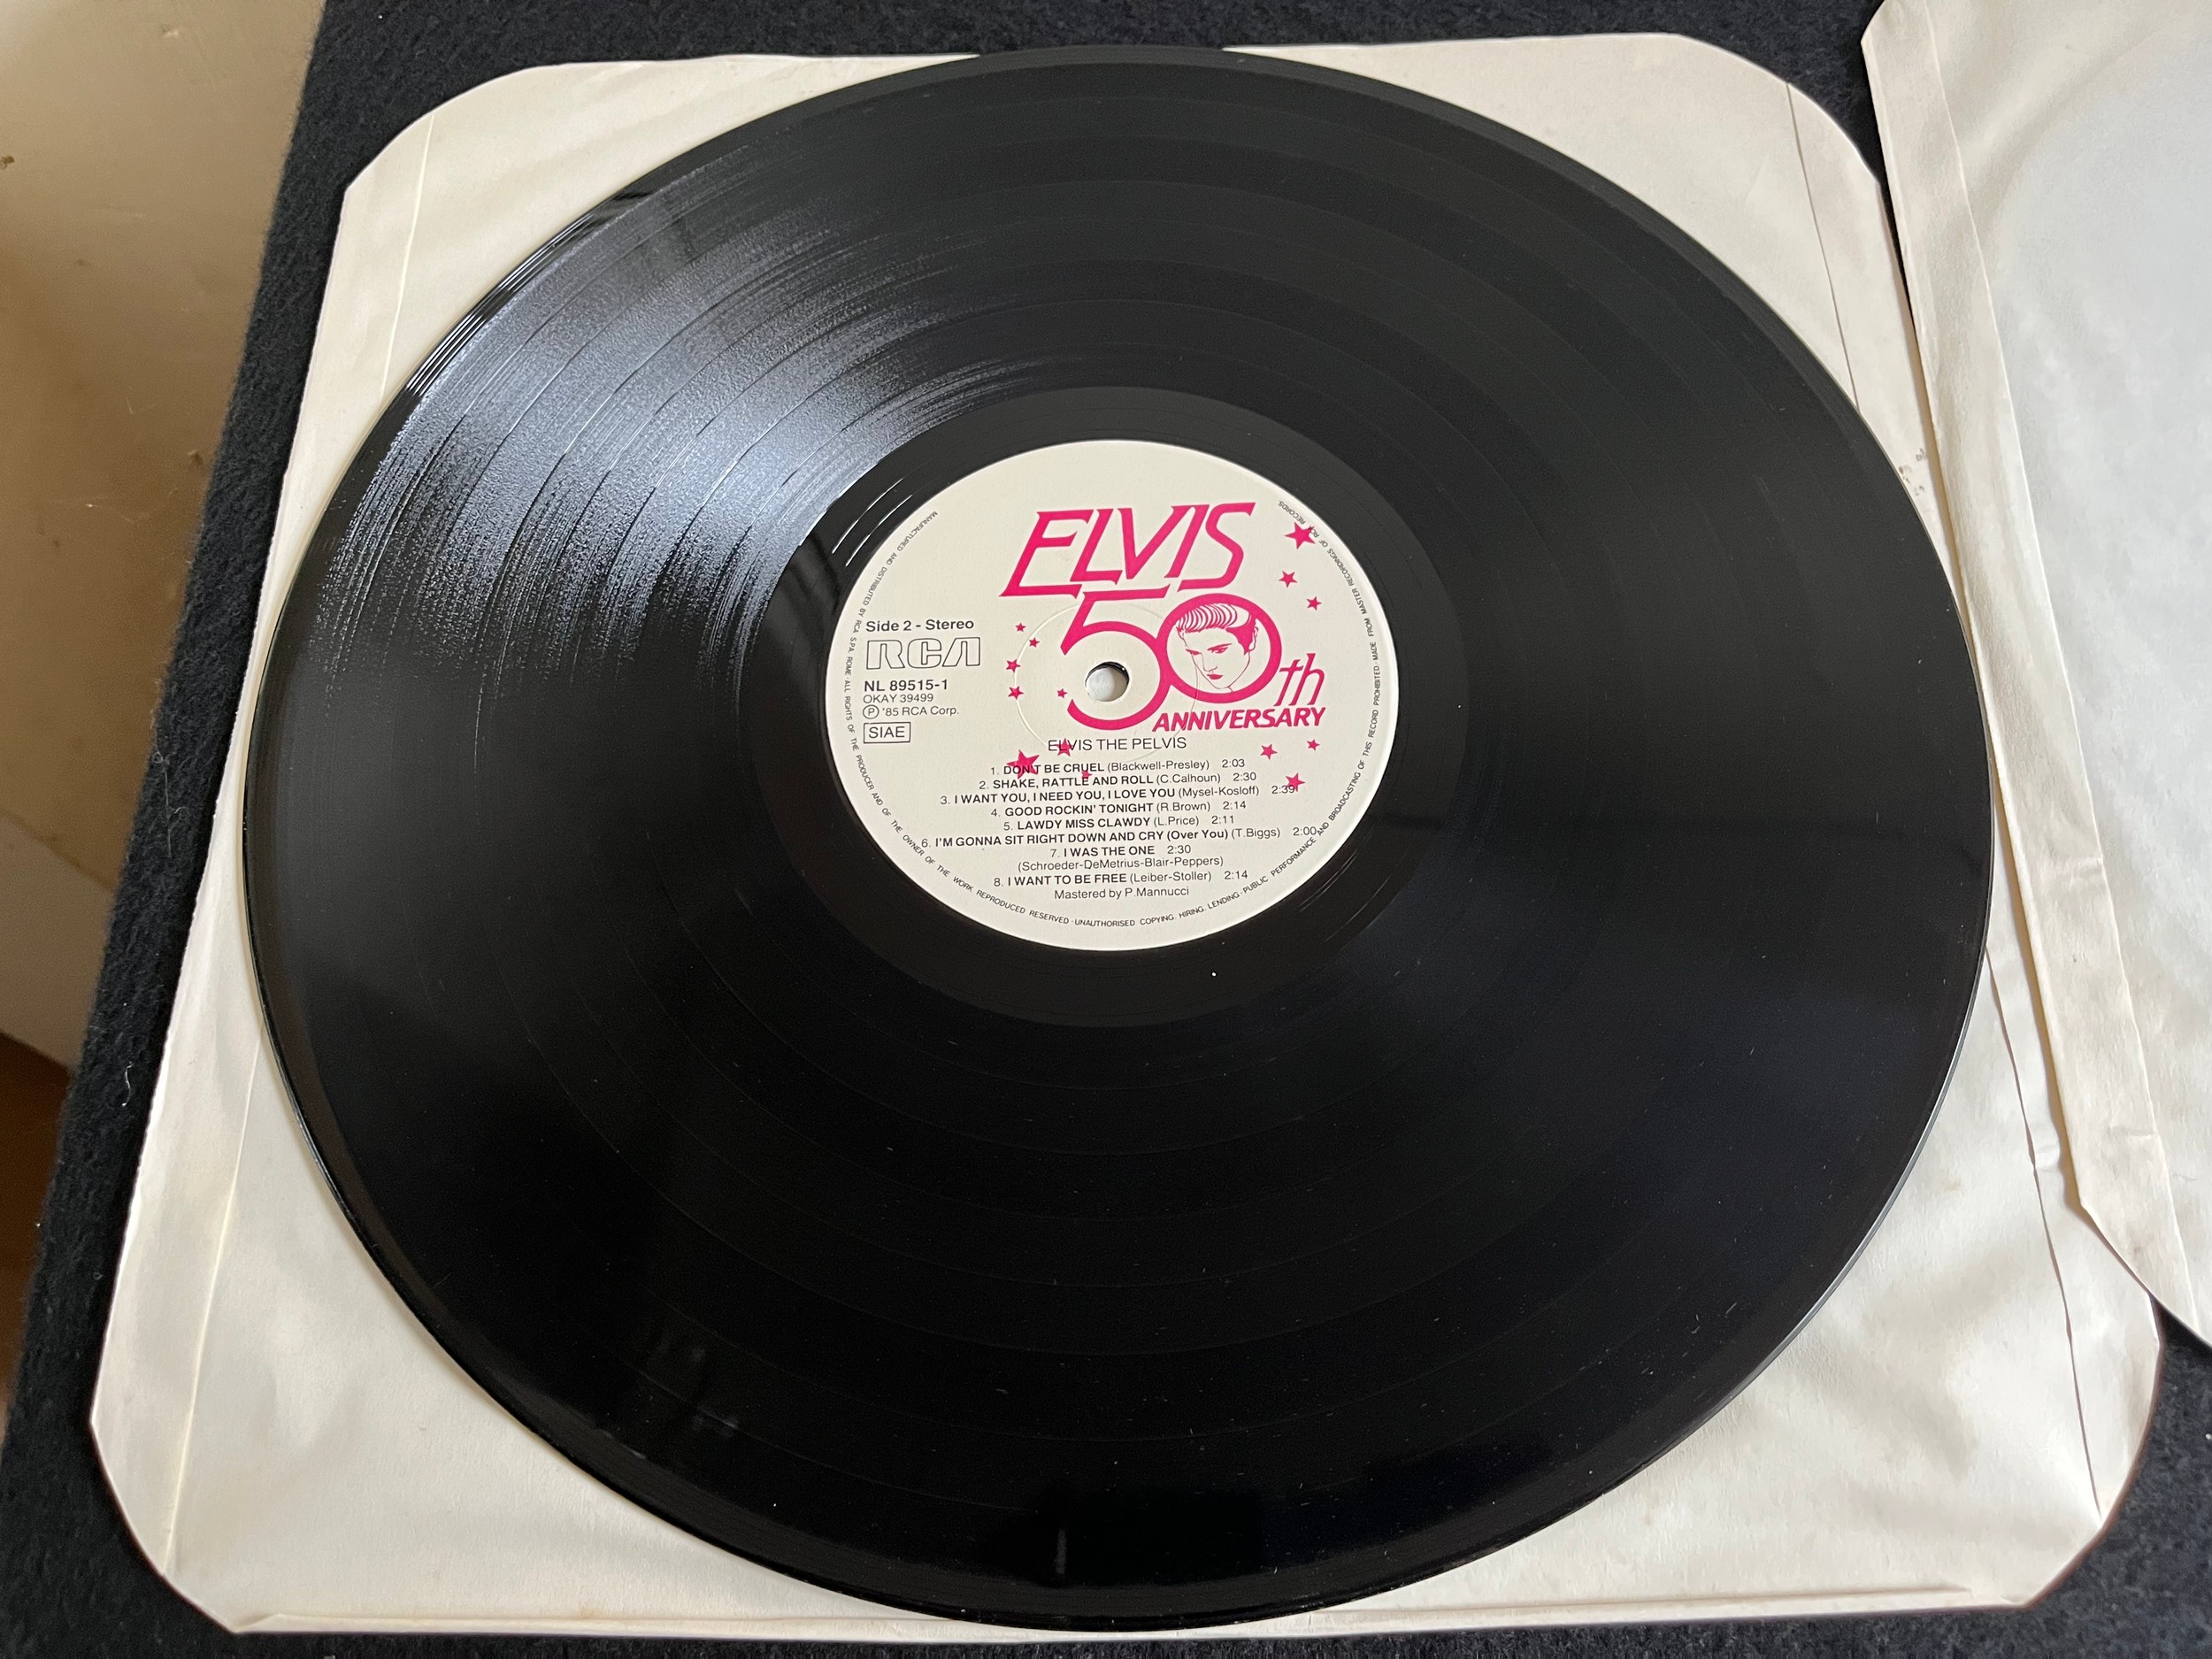 ELVIS
50th
ANNIVERSARY
Side 2 - Stereo
RCA
NL 89515-1
OKAY 39499
Ⓟ '85 RCA Corp.
SIAE
ELVIS THE PELVIS
1. DON'T BE CRUEL (Blackwell-Presley) 2:03
2. SHAKE, RATTLE AND ROLL (C.Calhoun) 2:30
3. I WANT YOU, I NEED YOU, I LOVE YOU (Mysel-Kosloff) 2:39
4. GOOD ROCKIN' TONIGHT (R.Brown) 2:14
5. LAWDY MISS CLAWDY (L.Price) 2:11
6. I'M GONNA SIT RIGHT DOWN AND CRY (Over You) (T.Biggs) 2:00
7. I WAS THE ONE 2:30
(Schroeder-DeMetrius-Blair-Peppers)
8. I WANT TO BE FREE (Leiber-Stoller) 2:14
Mastered by P.Mannucci
MANUFACTURED AND DISTRIBUTED BY RCA S.P.A. ROME · ALL RIGHTS OF THE PRODUCER AND OF THE OWNER OF THE WORK REPRODUCED RESERVED · UNAUTHORISED COPYING · HIRING · LENDING · PUBLIC PERFORMANCE AND BROADCASTING OF THIS RECORD PROHIBITED · MADE FROM MASTER RECORDINGS OF RCA RECORDS